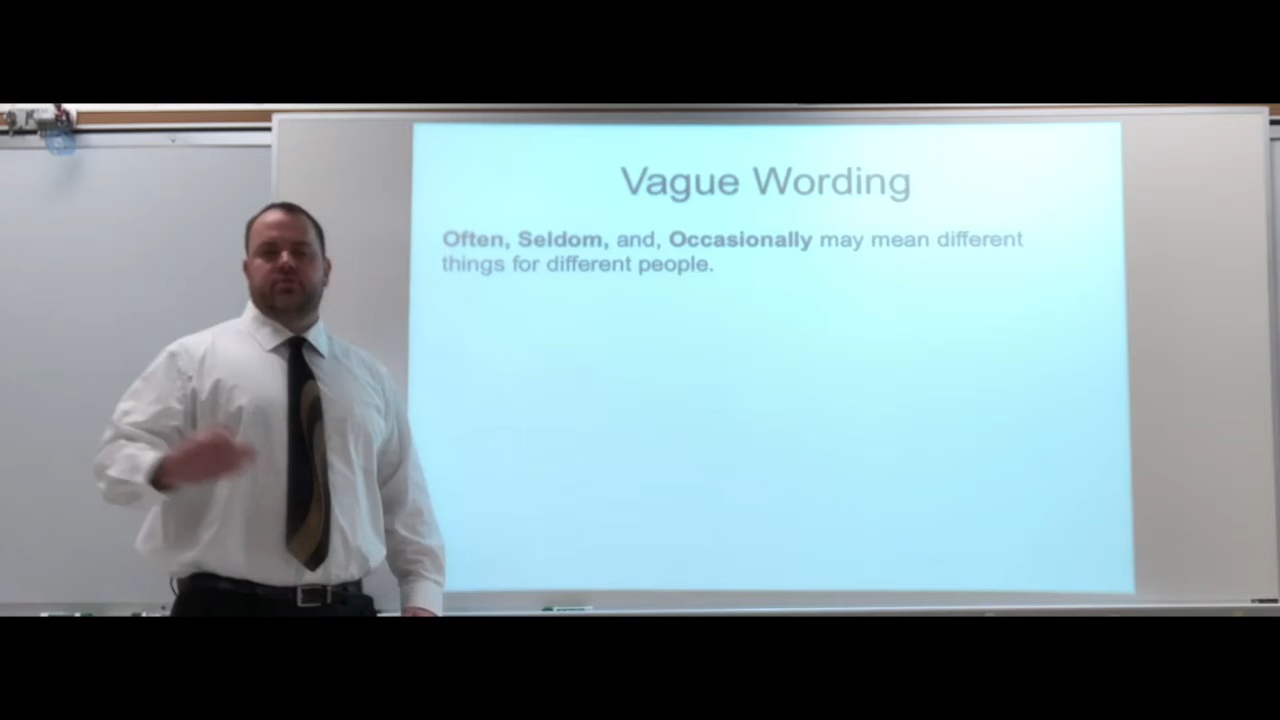 Vague Wording
Often, Seldom, and, Occasionally may mean different
things for different people.